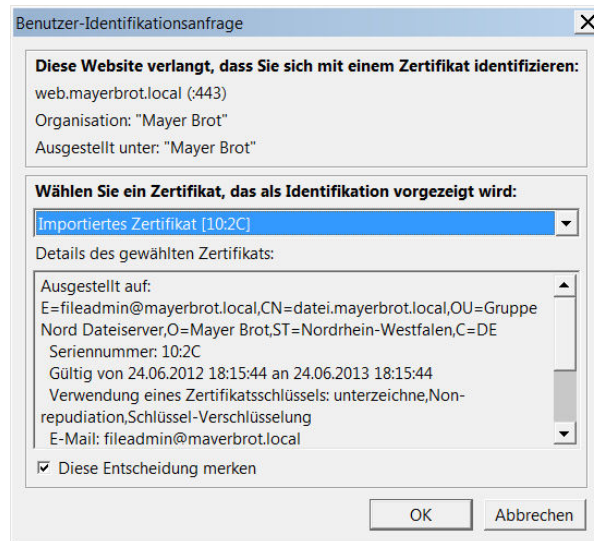 Benutzer-Identifikationsanfrage
Diese Website verlangt, dass Sie sich mit einem Zertifikat identifizieren:
web.mayerbrot.local (:443)
Organisation: "Mayer Brot"
Ausgestellt unter: "Mayer Brot"
Wählen Sie ein Zertifikat, das als Identifikation vorgezeigt wird:
Importiertes Zertifikat [10:2C]
Details des gewählten Zertifikats:
Ausgestellt auf:
E=fileadmin@mayerbrot.local,CN=datei.mayerbrot.local,OU=Gruppe
Nord Dateiserver,O=Mayer Brot,ST=Nordrhein-Westfalen,C=DE
Seriennummer: 10:2C
Gültig von 24.06.2012 18:15:44 an 24.06.2013 18:15:44
Verwendung eines Zertifikatsschlüssels: unterzeichne,Non-
repudiation,Schlüssel-Verschlüsselung
E-Mail: fileadmin@mayerbrot.local
Diese Entscheidung merken
OK
Abbrechen